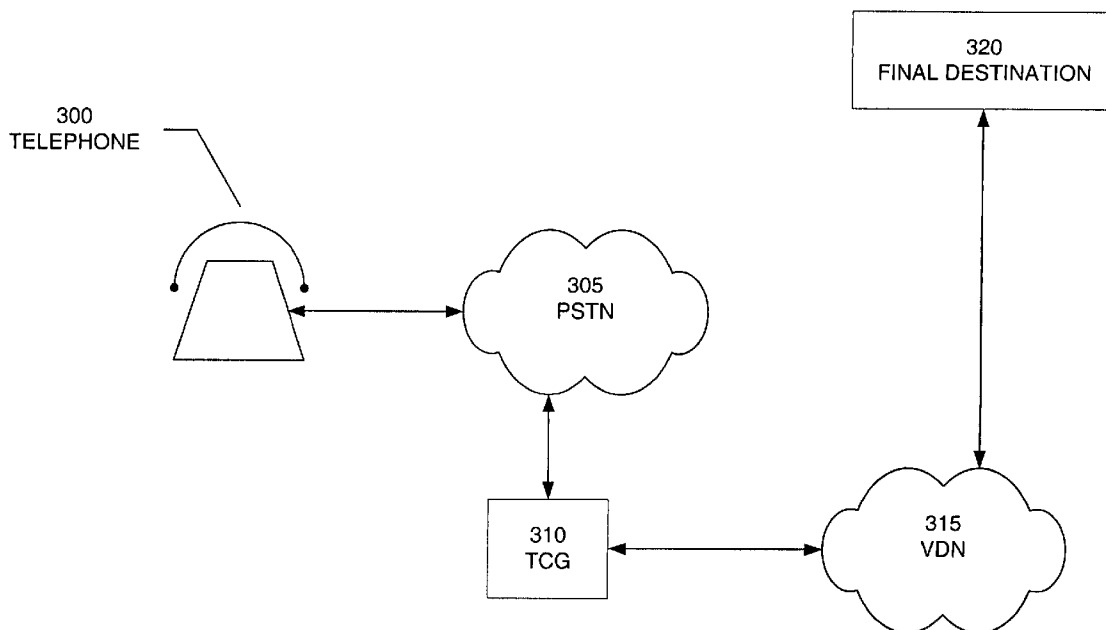 320
FINAL DESTINATION
300
TELEPHONE
305
PSTN
310
TCG
315
VDN